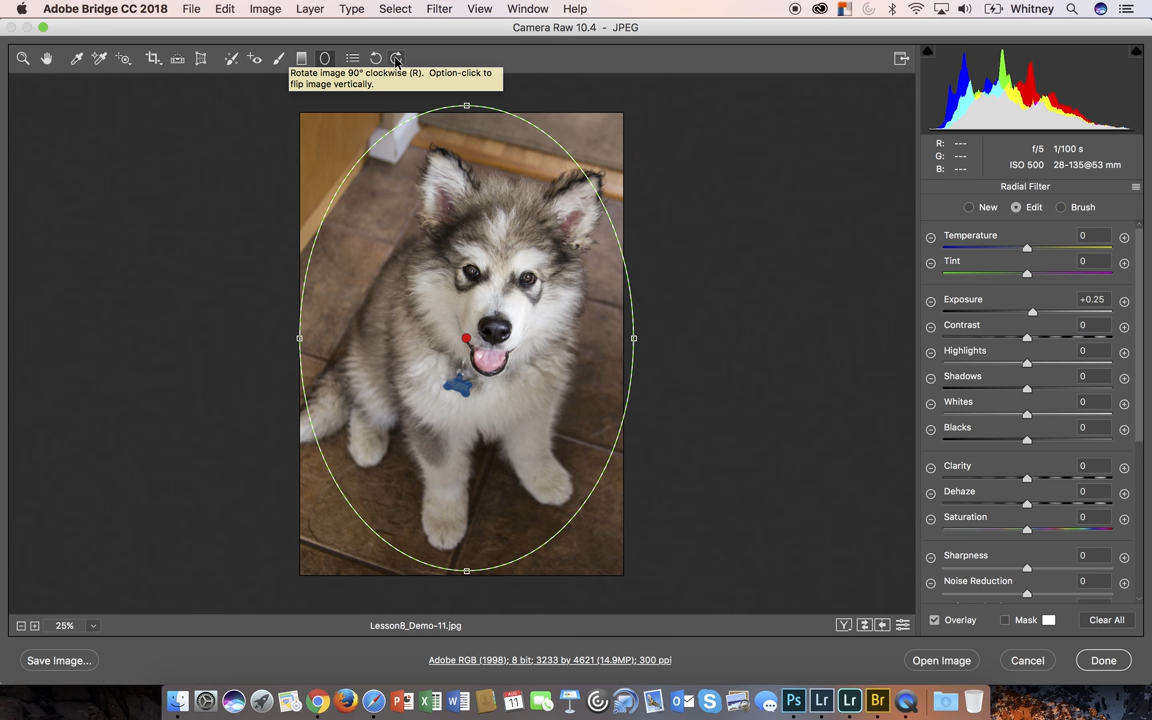 Adobe Bridge CC 2018 File Edit Image Layer Type Select Filter View Window Help Whitney
Camera Raw 10.4 - JPEG
Rotate image 90° clockwise (R). Option-click to
flip image vertically.
R: ---
G: ---
B: ---
f/5 1/100 s
ISO 500 28-135@53 mm
Radial Filter
New Edit Brush
Temperature 0
Tint 0
Exposure +0.25
Contrast 0
Highlights 0
Shadows 0
Whites 0
Blacks 0
Clarity 0
Dehaze 0
Saturation 0
Sharpness 0
Noise Reduction 0
Overlay Mask Clear All
25% Lesson8_Demo-11.jpg Y
Save Image... Adobe RGB (1998); 8 bit; 3233 by 4621 (14.9MP); 300 ppi Open Image Cancel Done
P X W 11 S Ps Lr Lr Br